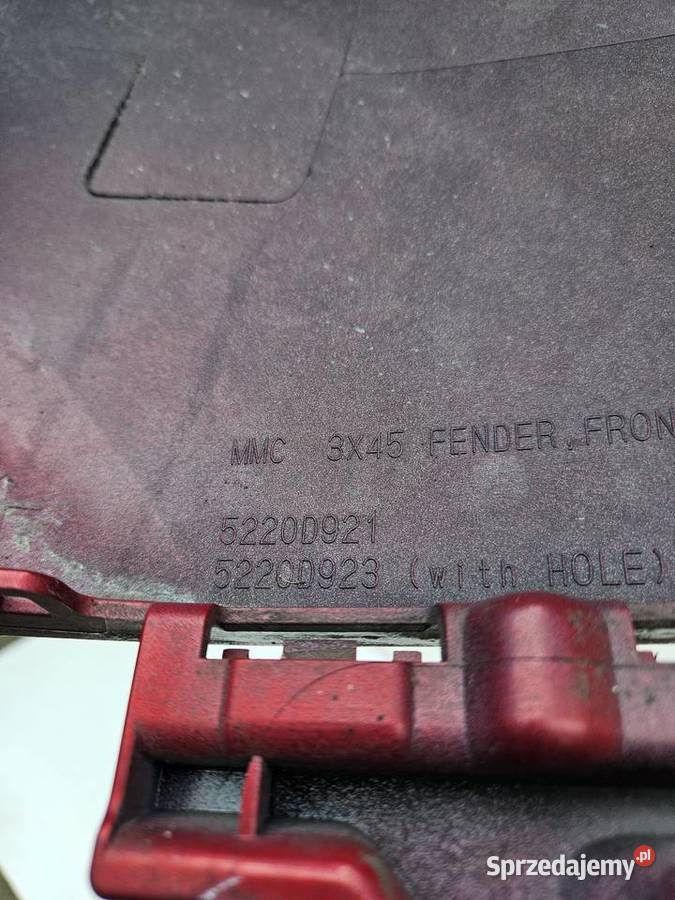 MMC 3X45 FENDER, FRON
5220D921
5220D923 (with HOLE)
Sprzedajemy.pl